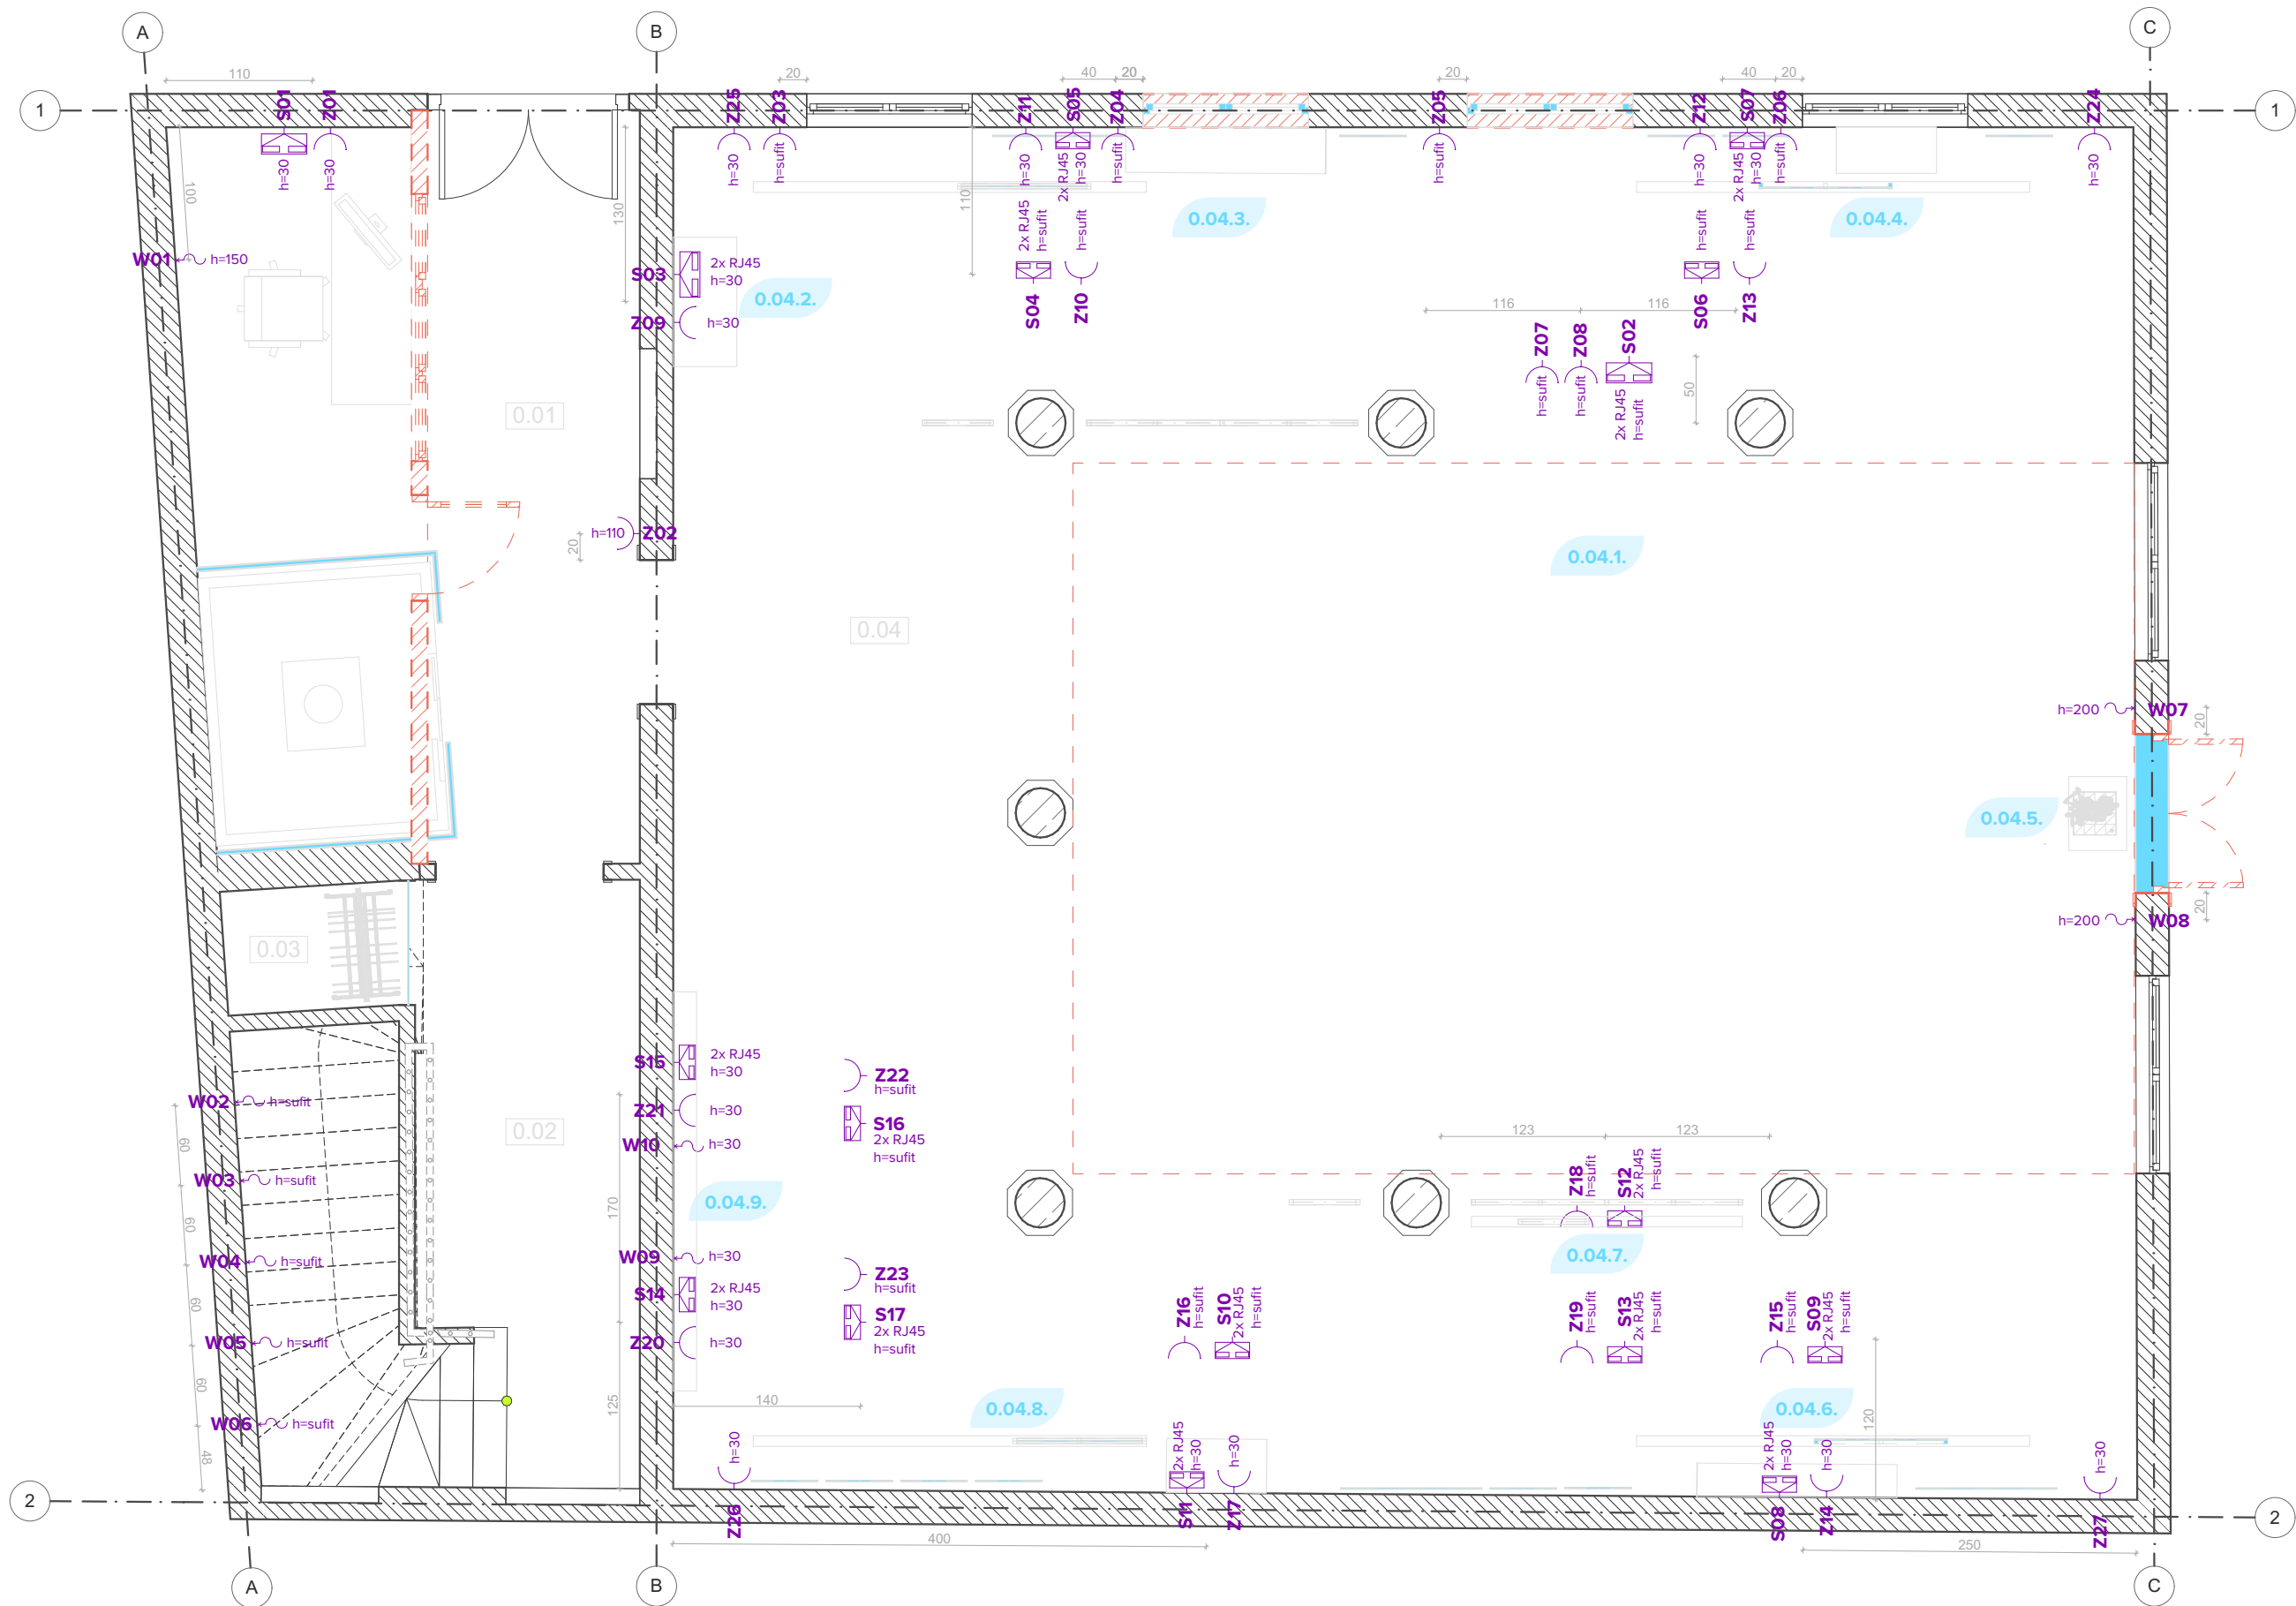 A
B
C
1
110
20
40
20
20
40
20
1
S01
Z01
Z25
Z03
Z11
S05
Z04
Z05
Z12
S07
Z06
Z24
h=30
h=30
h=30
h=sufit
h=30
2x RJ45
h=30
h=sufit
h=sufit
h=30
2x RJ45
h=30
h=sufit
h=30
100
130
110
0.04.3.
0.04.4.
W01
h=150
S03
2x RJ45
h=30
0.04.2.
Z09
h=30
2x RJ45
h=sufit
h=sufit
S04
Z10
h=sufit
h=sufit
S06
Z13
116
116
Z07
Z08
S02
h=sufit
h=sufit
2x RJ45
h=sufit
50
0.01
h=110
Z02
20
0.04.1.
0.04
h=200
W07
20
0.04.5.
h=200
W08
20
0.03
S15
2x RJ45
h=30
Z22
h=sufit
W02
h=sufit
Z21
h=30
S16
2x RJ45
h=sufit
0.02
W10
h=30
60
123
123
W03
h=sufit
170
0.04.9.
Z18
h=sufit
S12
2x RJ45
h=sufit
60
W04
h=sufit
W09
h=30
0.04.7.
Z23
h=sufit
S14
2x RJ45
h=30
S17
2x RJ45
h=sufit
60
Z16
h=sufit
S10
2x RJ45
h=sufit
Z19
h=sufit
S13
2x RJ45
h=sufit
Z15
h=sufit
S09
2x RJ45
h=sufit
W05
h=sufit
Z20
h=30
60
125
140
0.04.8.
0.04.6.
120
W06
h=sufit
48
h=30
2x RJ45
h=30
h=30
2x RJ45
h=30
h=30
h=30
2
Z26
S11
Z17
S08
Z14
Z27
2
400
250
A
B
C